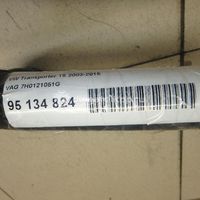 VW Transporter T5 2003-2015
VAG 7H0121051G
95 134 824